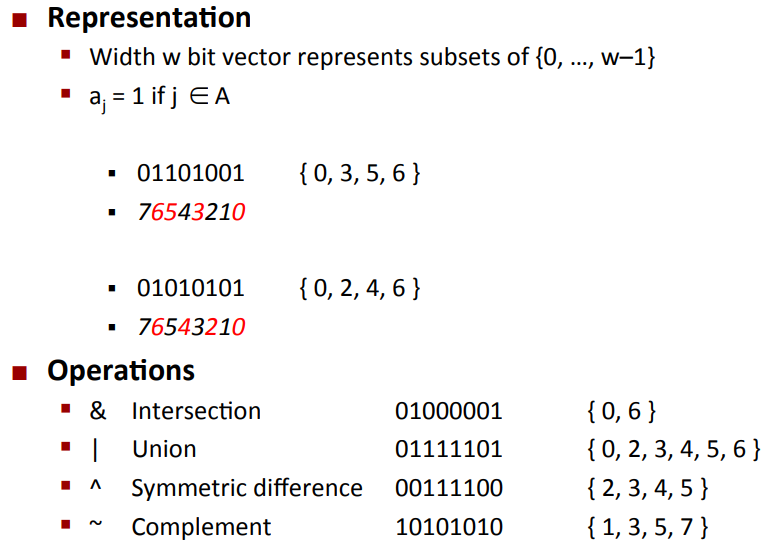 Representation
Width w bit vector represents subsets of {0, …, w–1}
aj = 1 if j ∈ A
01101001 { 0, 3, 5, 6 }
76543210
01010101 { 0, 2, 4, 6 }
76543210
Operations
& Intersection 01000001 { 0, 6 }
| Union 01111101 { 0, 2, 3, 4, 5, 6 }
^ Symmetric difference 00111100 { 2, 3, 4, 5 }
~ Complement 10101010 { 1, 3, 5, 7 }